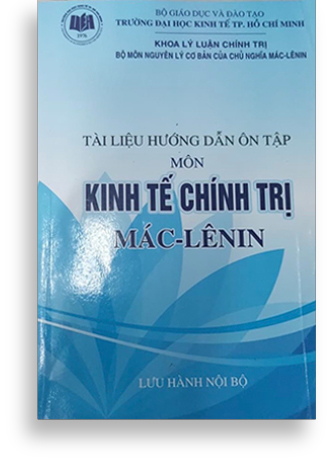 BỘ GIÁO DỤC VÀ ĐÀO TẠO
TRƯỜNG ĐẠI HỌC KINH TẾ TP. HỒ CHÍ MINH
KHOA LÝ LUẬN CHÍNH TRỊ
BỘ MÔN NGUYÊN LÝ CƠ BẢN CỦA CHỦ NGHĨA MÁC-LÊNIN
TÀI LIỆU HƯỚNG DẪN ÔN TẬP
MÔN
KINH TẾ CHÍNH TRỊ
MÁC-LÊNIN
LƯU HÀNH NỘI BỘ